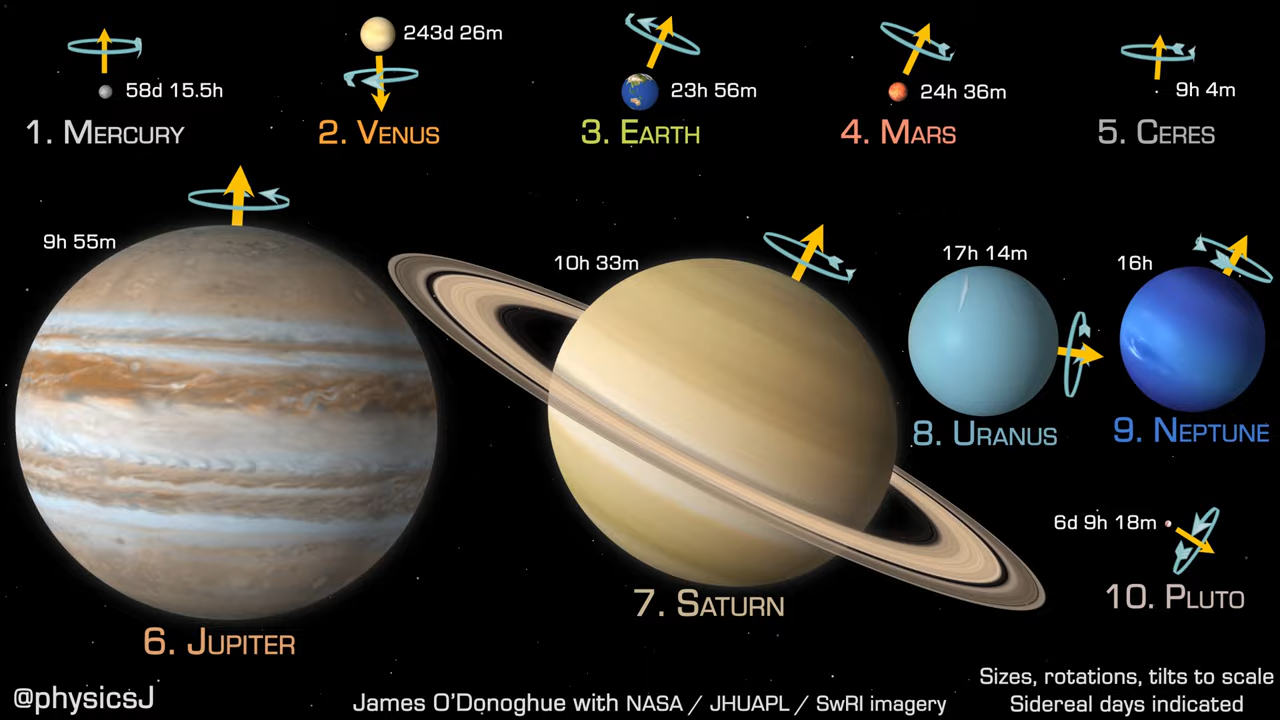 243d 26m
58d 15.5h
23h 56m
24h 36m
9h 4m
1. MERCURY
2. VENUS
3. EARTH
4. MARS
5. CERES
9h 55m
10h 33m
17h 14m
16h
8. URANUS
9. NEPTUNE
6d 9h 18m
10. PLUTO
7. SATURN
6. JUPITER
@physicsJ
James O'Donoghue with NASA / JHUAPL / SwRI imagery
Sizes, rotations, tilts to scale
Sidereal days indicated